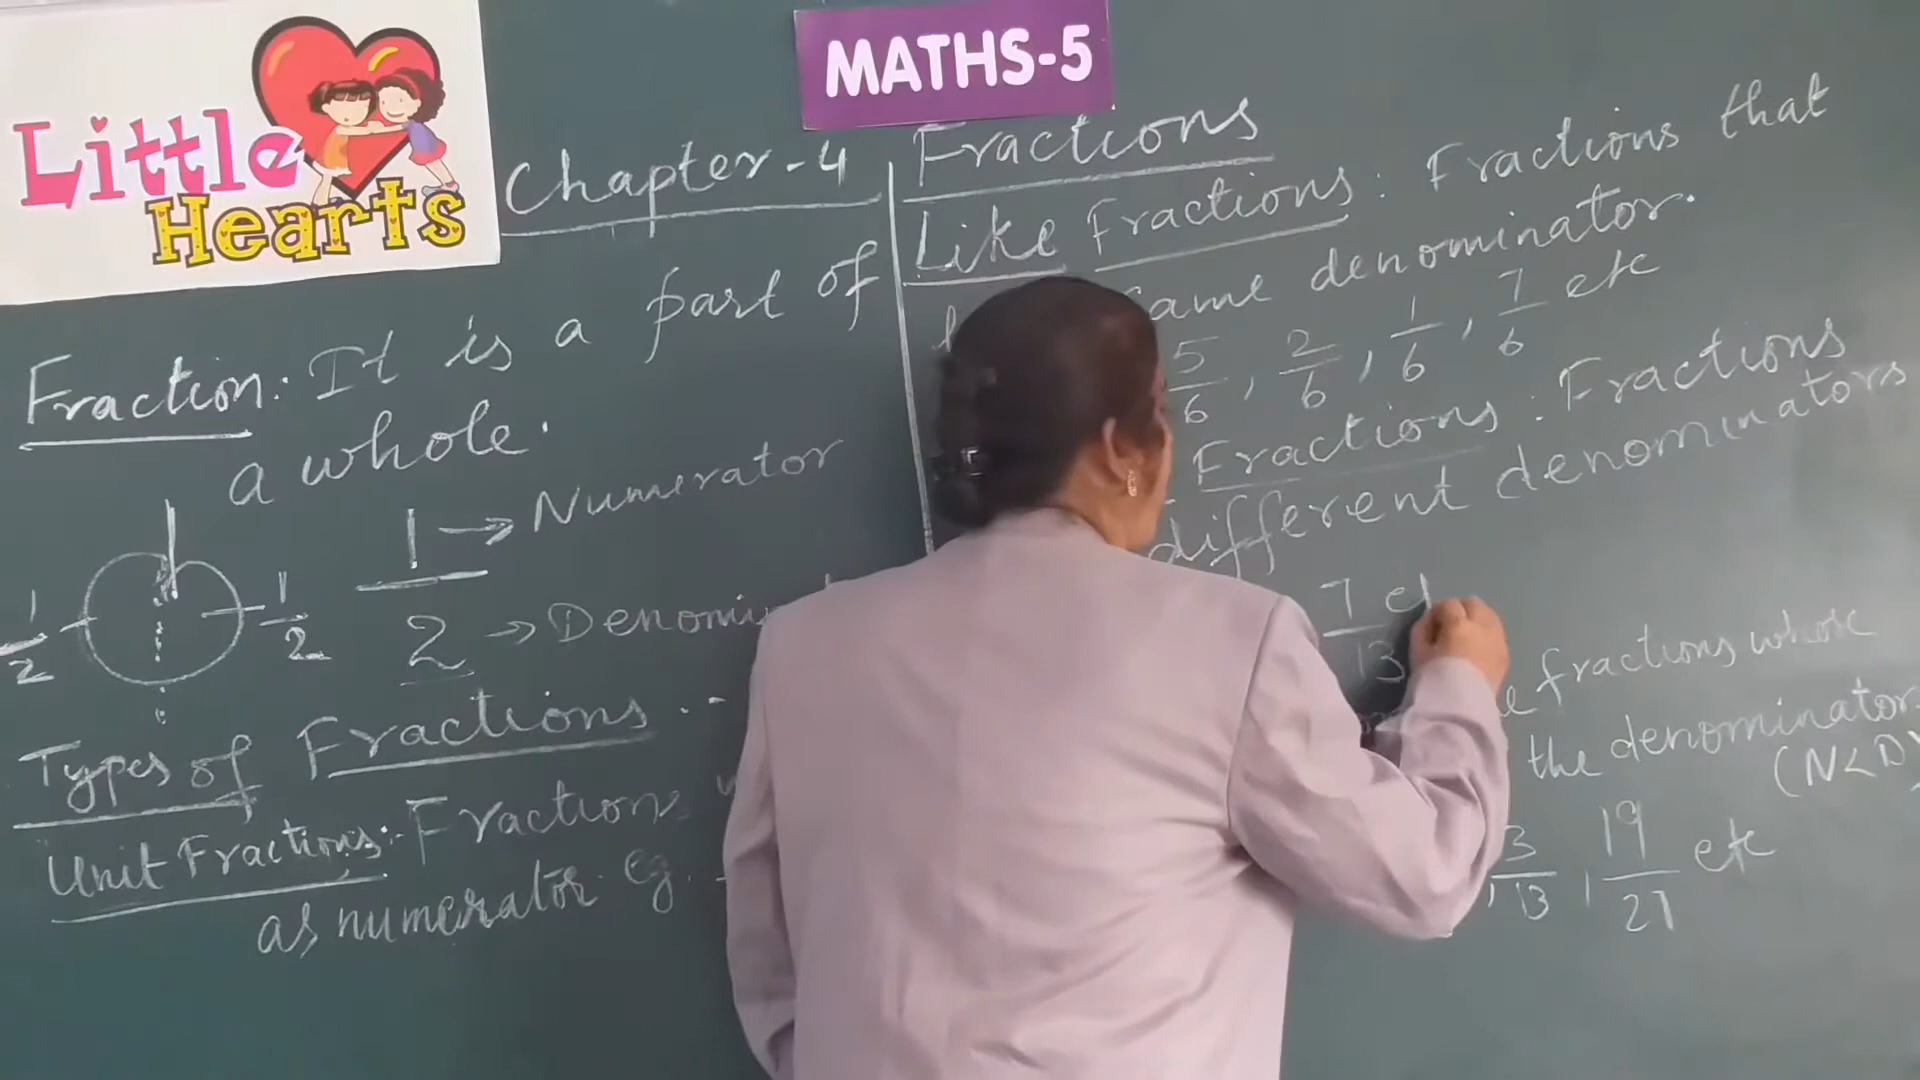 Little
Hearts
MATHS-5
Chapter-4
Fraction: It is a part of
a whole.
1 → Numerator
2 → Denomin
1/2
1/2
Types of Fractions :-
Unit Fractions:- Fractions
as numerator. eg.
Fractions
Like Fractions : Fractions that
same denominator.
5/6, 2/6, 1/6, 7/6 etc
Fractions : Fractions
different denominators
7/13 et
fractions whose
the denominator.
(N<D)
3/13, 19/21 etc